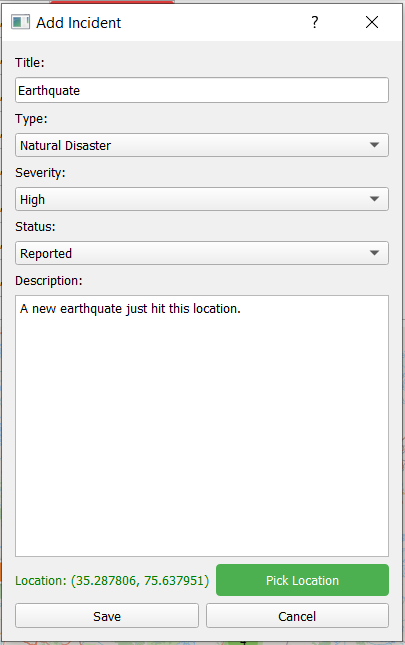 Add Incident
?
Title:
Earthquate
Type:
Natural Disaster
Severity:
High
Status:
Reported
Description:
A new earthquate just hit this location.
Location: (35.287806, 75.637951)
Pick Location
Save
Cancel